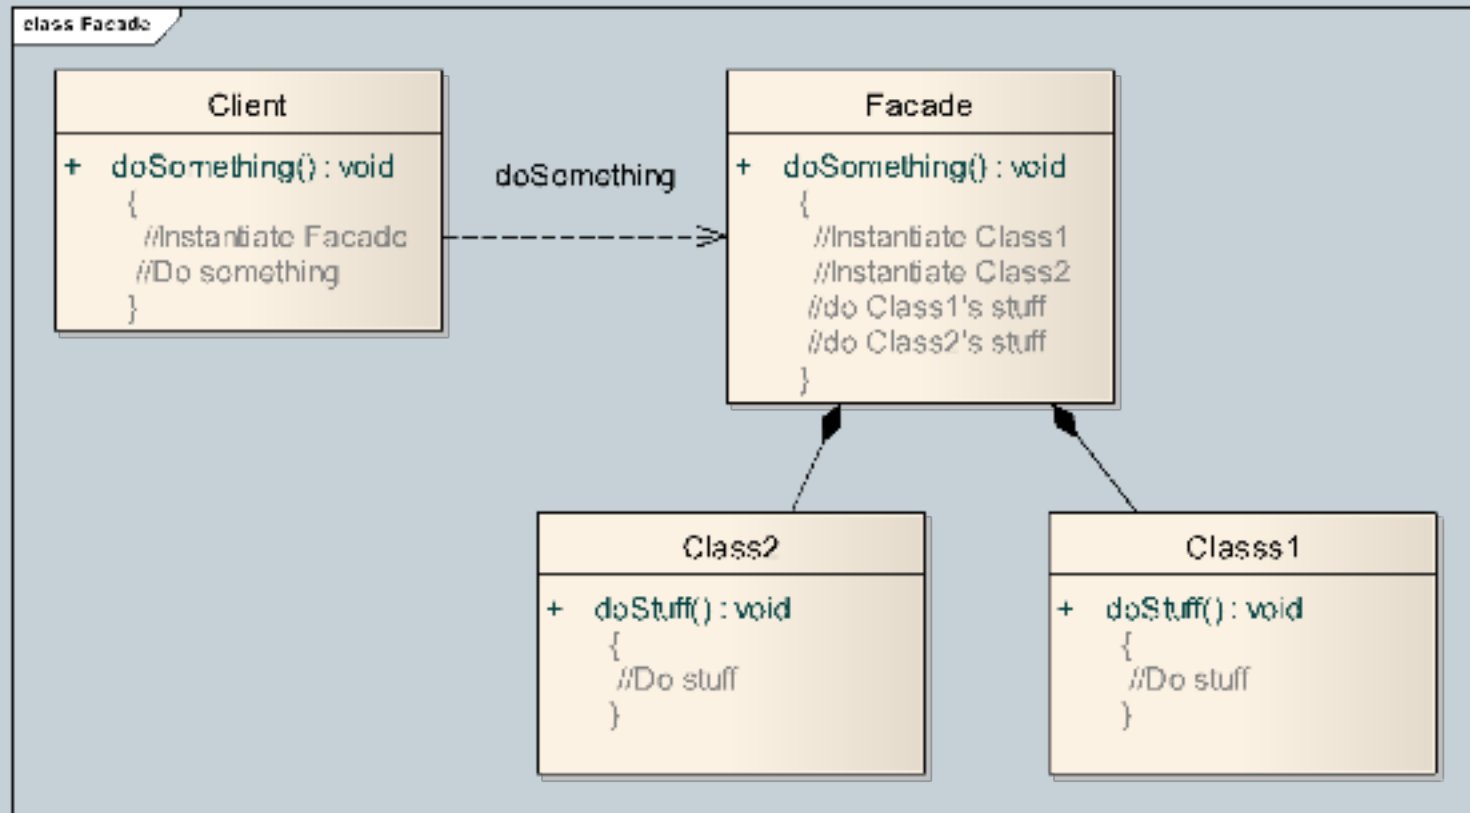 class Facade
Client
+ doSomething() : void
{
//Instantiate Facade
//Do something
}
doSomething
Facade
+ doSomething() : void
{
//Instantiate Class1
//Instantiate Class2
//do Class1's stuff
//do Class2's stuff
}
Class2
+ doStuff() : void
{
//Do stuff
}
Classs1
+ doStuff() : void
{
//Do stuff
}